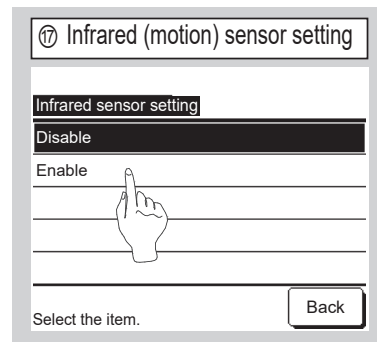 ⑰ Infrared (motion) sensor setting
Infrared sensor setting
Disable
Enable
Select the item.
Back